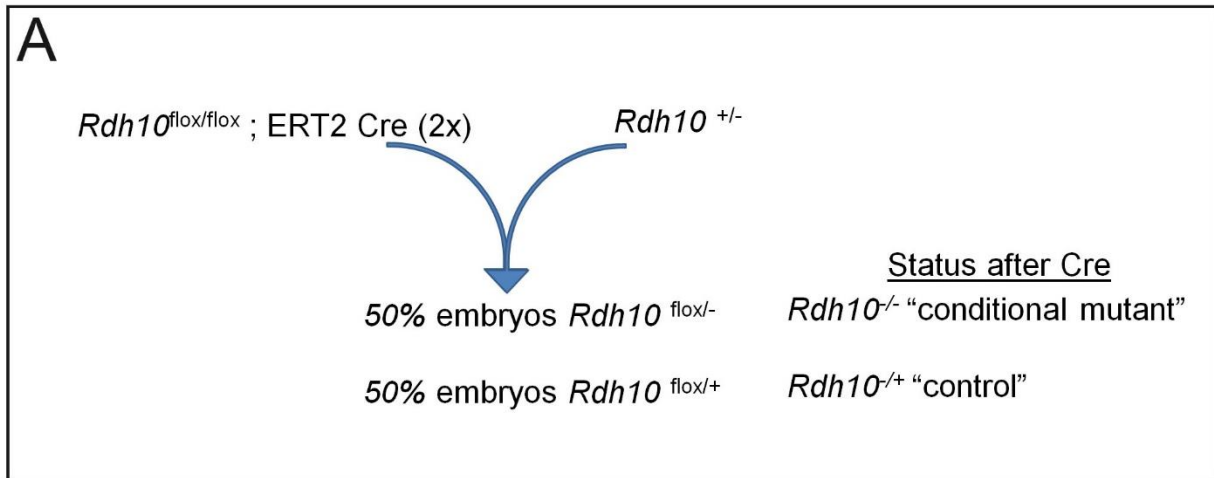 A
Rdh10flox/flox ; ERT2 Cre (2x) Rdh10 +/-
Status after Cre
50% embryos Rdh10 flox/- Rdh10-/- “conditional mutant”
50% embryos Rdh10 flox/+ Rdh10-/+ “control”